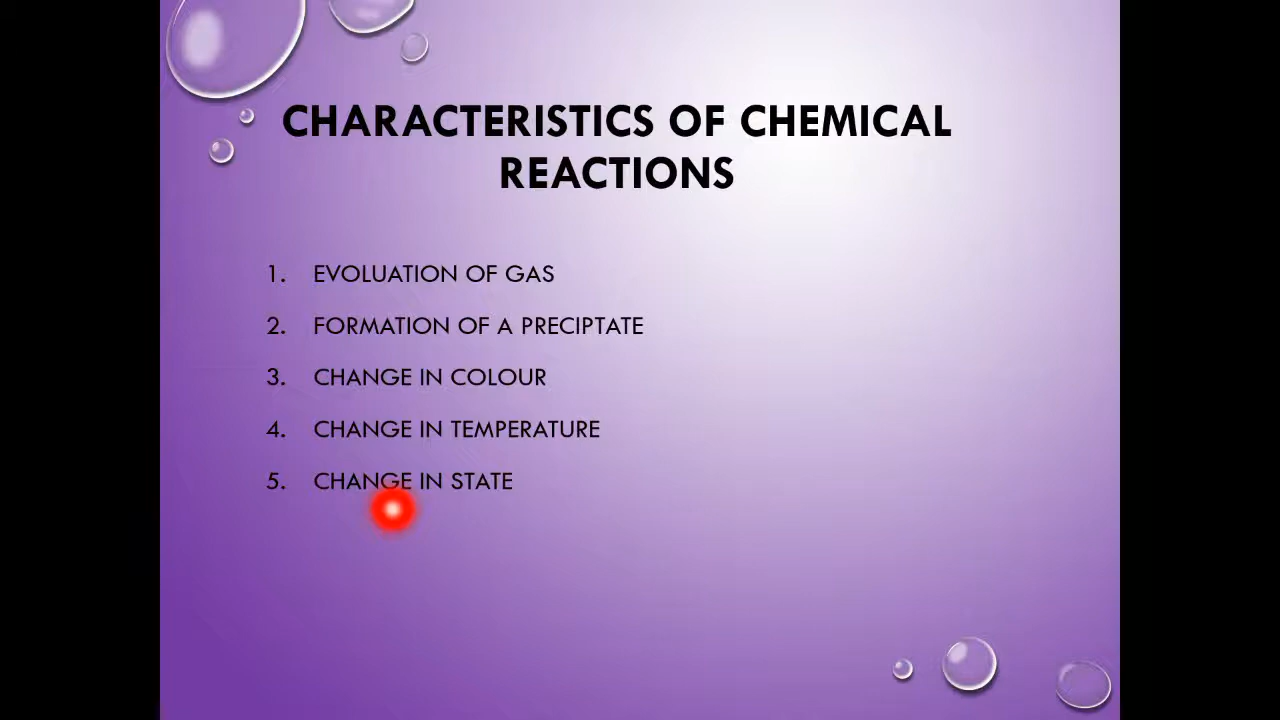 CHARACTERISTICS OF CHEMICAL
REACTIONS
1. EVOLUATION OF GAS
2. FORMATION OF A PRECIPTATE
3. CHANGE IN COLOUR
4. CHANGE IN TEMPERATURE
5. CHANGE IN STATE